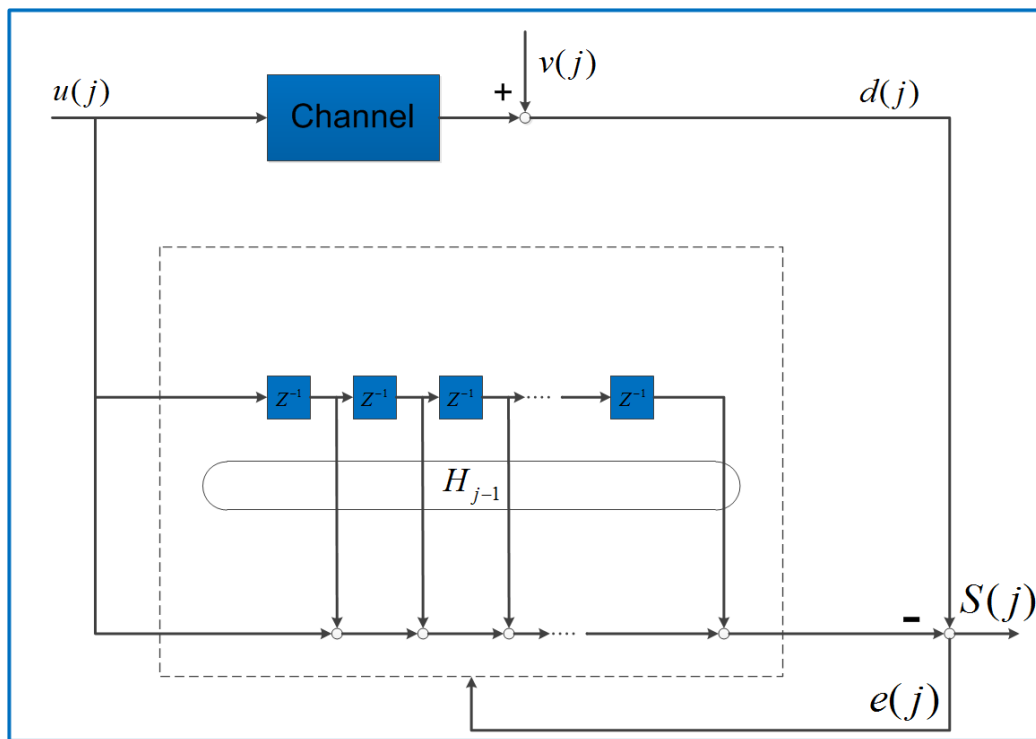 v(j)
u(j)
+
d(j)
Channel
Z⁻¹ Z⁻¹ Z⁻¹ ..... Z⁻¹
H_{j-1}
S(j)
-
.....
e(j)